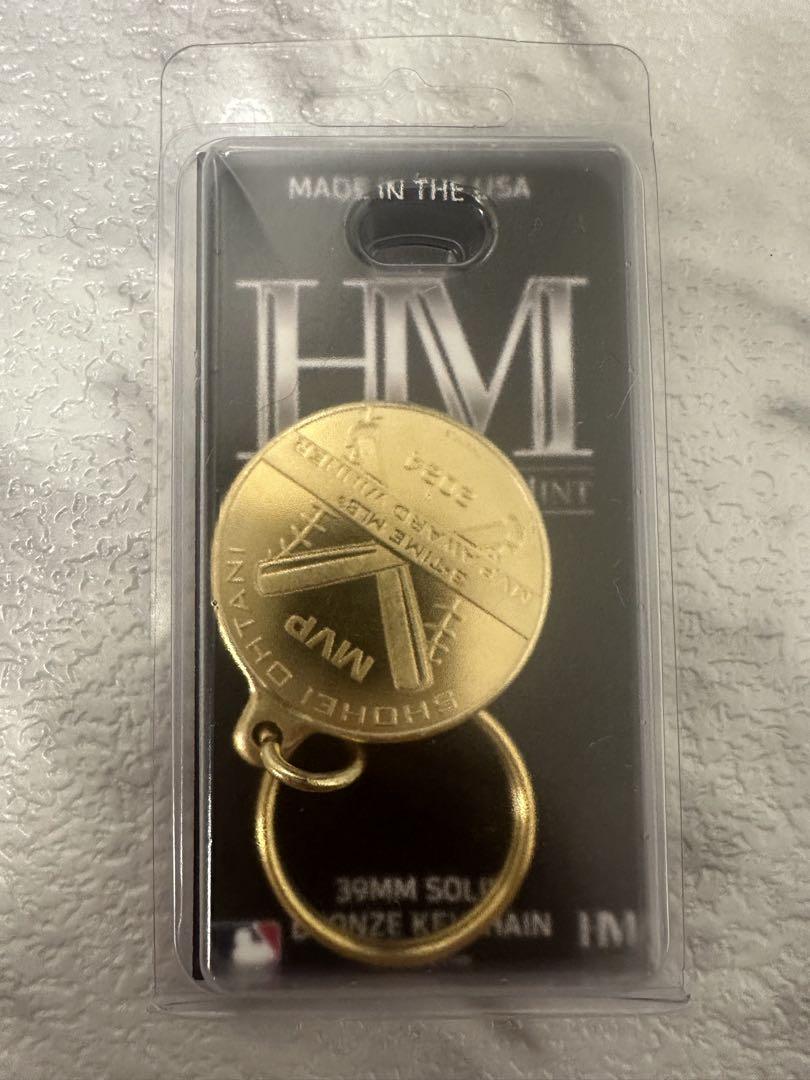 MADE IN THE USA
HM
MINT
SHOHEI OHTANI
MVP
3-TIME MLB®
MVP AWARD WINNER
2024
39MM SOLID
BRONZE KEYCHAIN
HM